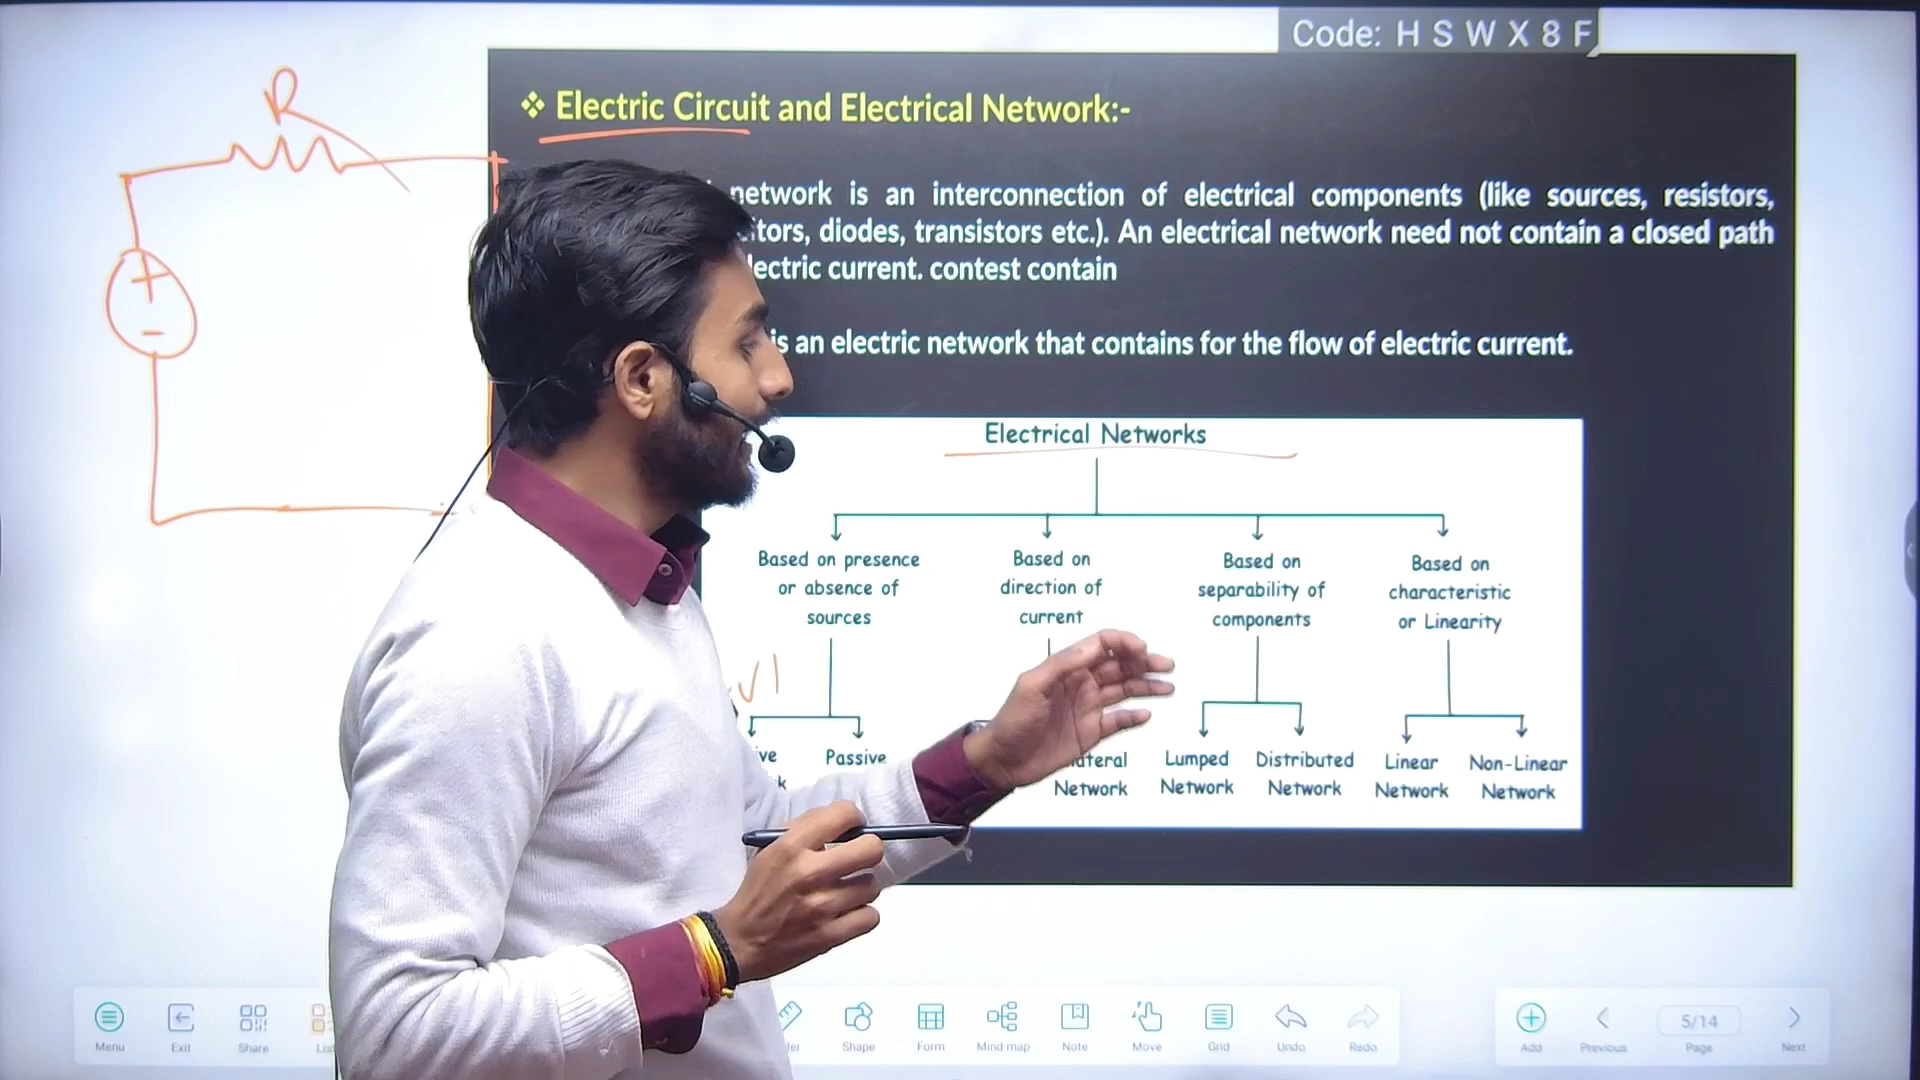 Code: H S W X 8 F
R
❖ Electric Circuit and Electrical Network:-
network is an interconnection of electrical components (like sources, resistors,
diodes, transistors etc.). An electrical network need not contain a closed path
electric current. contest contain
is an electric network that contains for the flow of electric current.
+
-
Electrical Networks
Based on presence
or absence of
sources
Based on
direction of
current
Based on
separability of
components
Based on
characteristic
or Linearity
Passive
Network
Lumped
Network
Distributed
Network
Linear
Network
Non-Linear
Network
Menu
Exit
Share
Shape
Form
Mind map
Note
Move
Grid
Undo
Redo
Add
Previous
5/14
Page
Next